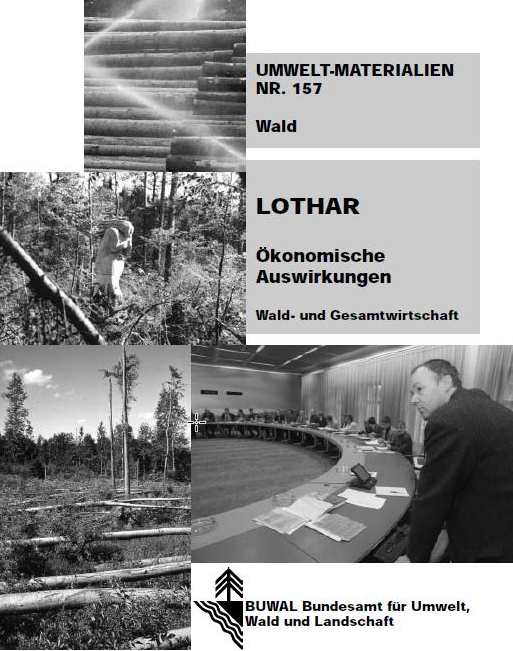 UMWELT-MATERIALIEN
NR. 157
Wald
LOTHAR
Ökonomische
Auswirkungen
Wald- und Gesamtwirtschaft
BUWAL Bundesamt für Umwelt,
Wald und Landschaft